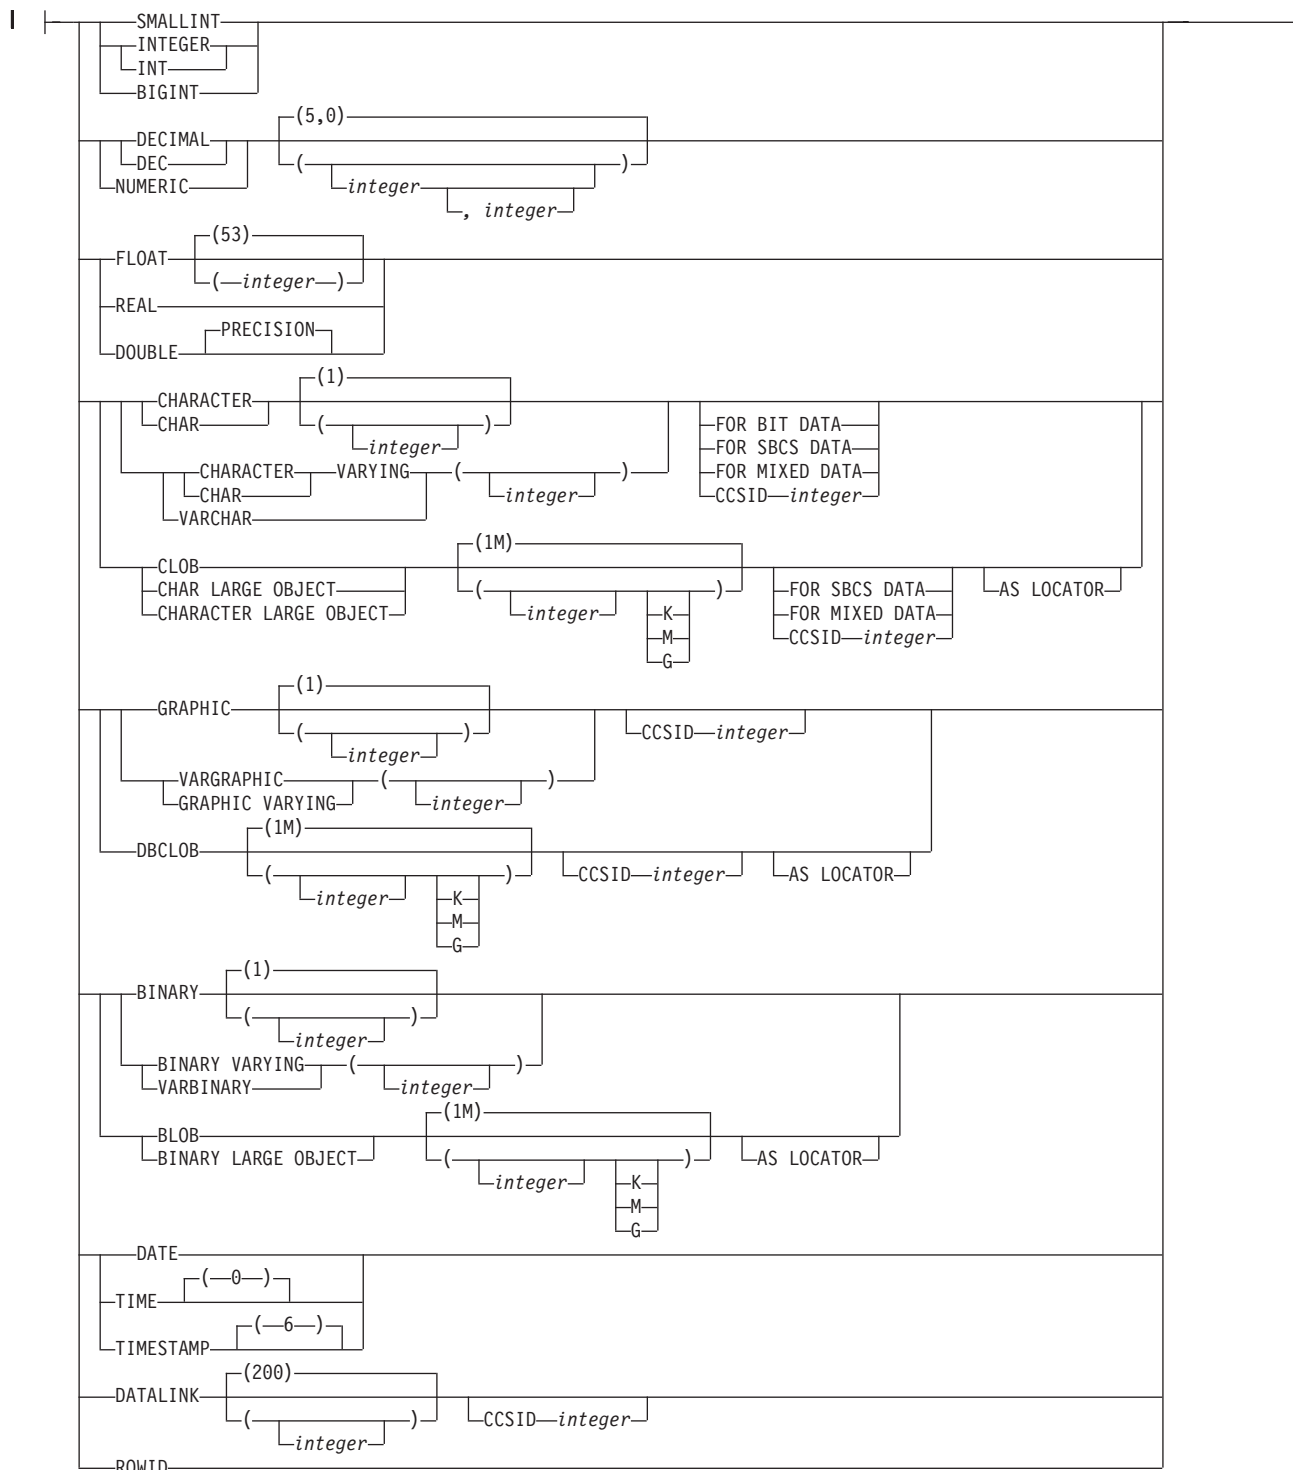 SMALLINT
INTEGER
INT
BIGINT
(5,0)
DECIMAL
DEC ( )
NUMERIC integer
, integer
(53)
FLOAT
( integer )
REAL
PRECISION
DOUBLE
(1)
CHARACTER
CHAR ( ) FOR BIT DATA
integer FOR SBCS DATA
CHARACTER VARYING ( ) FOR MIXED DATA
CHAR integer CCSID integer
VARCHAR
(1M)
CLOB
CHAR LARGE OBJECT ( ) FOR SBCS DATA AS LOCATOR
CHARACTER LARGE OBJECT integer K FOR MIXED DATA
M CCSID integer
G
(1)
GRAPHIC
( ) CCSID integer
integer
VARGRAPHIC ( )
GRAPHIC VARYING integer
(1M)
DBCLOB
( ) CCSID integer AS LOCATOR
integer K
M
G
(1)
BINARY
( )
integer
BINARY VARYING ( )
VARBINARY integer
(1M)
BLOB
BINARY LARGE OBJECT ( ) AS LOCATOR
integer K
M
G
DATE
( 0 )
TIME
( 6 )
TIMESTAMP
(200)
DATALINK
( ) CCSID integer
integer
ROWID